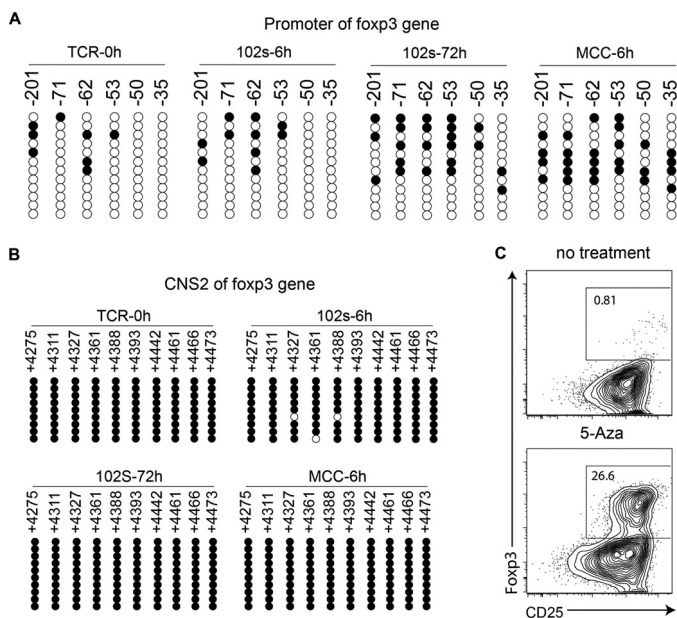 A
Promoter of foxp3 gene
TCR-0h 102s-6h 102s-72h MCC-6h
-201 -71 -62 -53 -50 -35 -201 -71 -62 -53 -50 -35 -201 -71 -62 -53 -50 -35 -201 -71 -62 -53 -50 -35
B
CNS2 of foxp3 gene
TCR-0h 102s-6h
+4275 +4311 +4327 +4361 +4388 +4393 +4442 +4461 +4466 +4473 +4275 +4311 +4327 +4361 +4388 +4393 +4442 +4461 +4466 +4473
102S-72h MCC-6h
+4275 +4311 +4327 +4361 +4388 +4393 +4442 +4461 +4466 +4473 +4275 +4311 +4327 +4361 +4388 +4393 +4442 +4461 +4466 +4473
C
no treatment
0.81
5-Aza
26.6
Foxp3
CD25